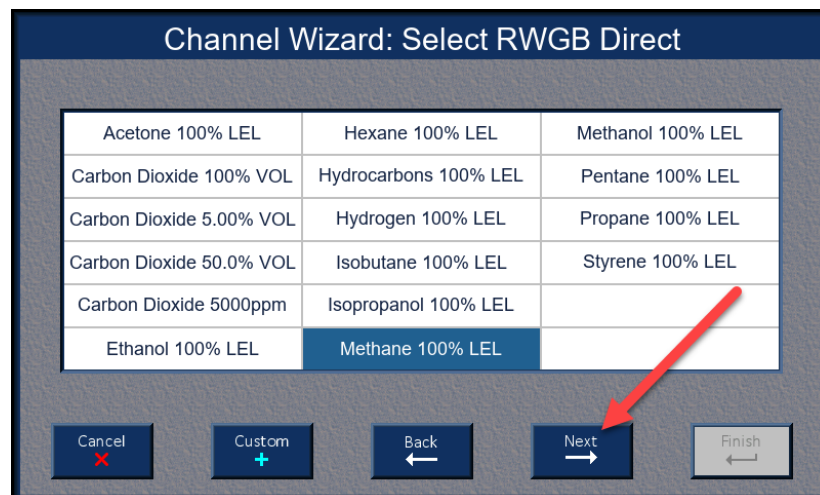 Channel Wizard: Select RWGB Direct
Acetone 100% LEL
Hexane 100% LEL
Methanol 100% LEL
Carbon Dioxide 100% VOL
Hydrocarbons 100% LEL
Pentane 100% LEL
Carbon Dioxide 5.00% VOL
Hydrogen 100% LEL
Propane 100% LEL
Carbon Dioxide 50.0% VOL
Isobutane 100% LEL
Styrene 100% LEL
Carbon Dioxide 5000ppm
Isopropanol 100% LEL
Ethanol 100% LEL
Methane 100% LEL
Cancel
Custom
Back
Next
Finish